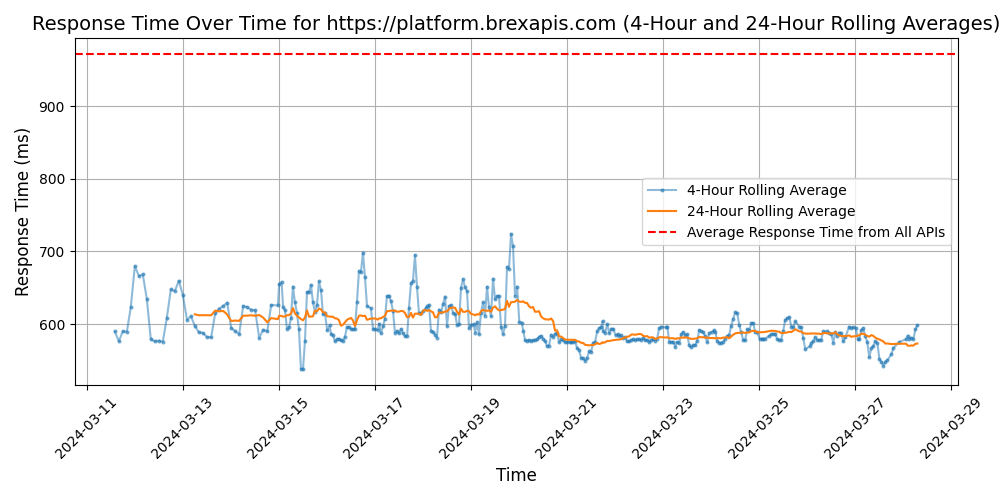 Response Time Over Time for https://platform.brexapis.com (4-Hour and 24-Hour Rolling Averages)
Response Time (ms)
900
800
700
600
4-Hour Rolling Average
24-Hour Rolling Average
Average Response Time from All APIs
2024-03-11
2024-03-13
2024-03-15
2024-03-17
2024-03-19
2024-03-21
2024-03-23
2024-03-25
2024-03-27
2024-03-29
Time